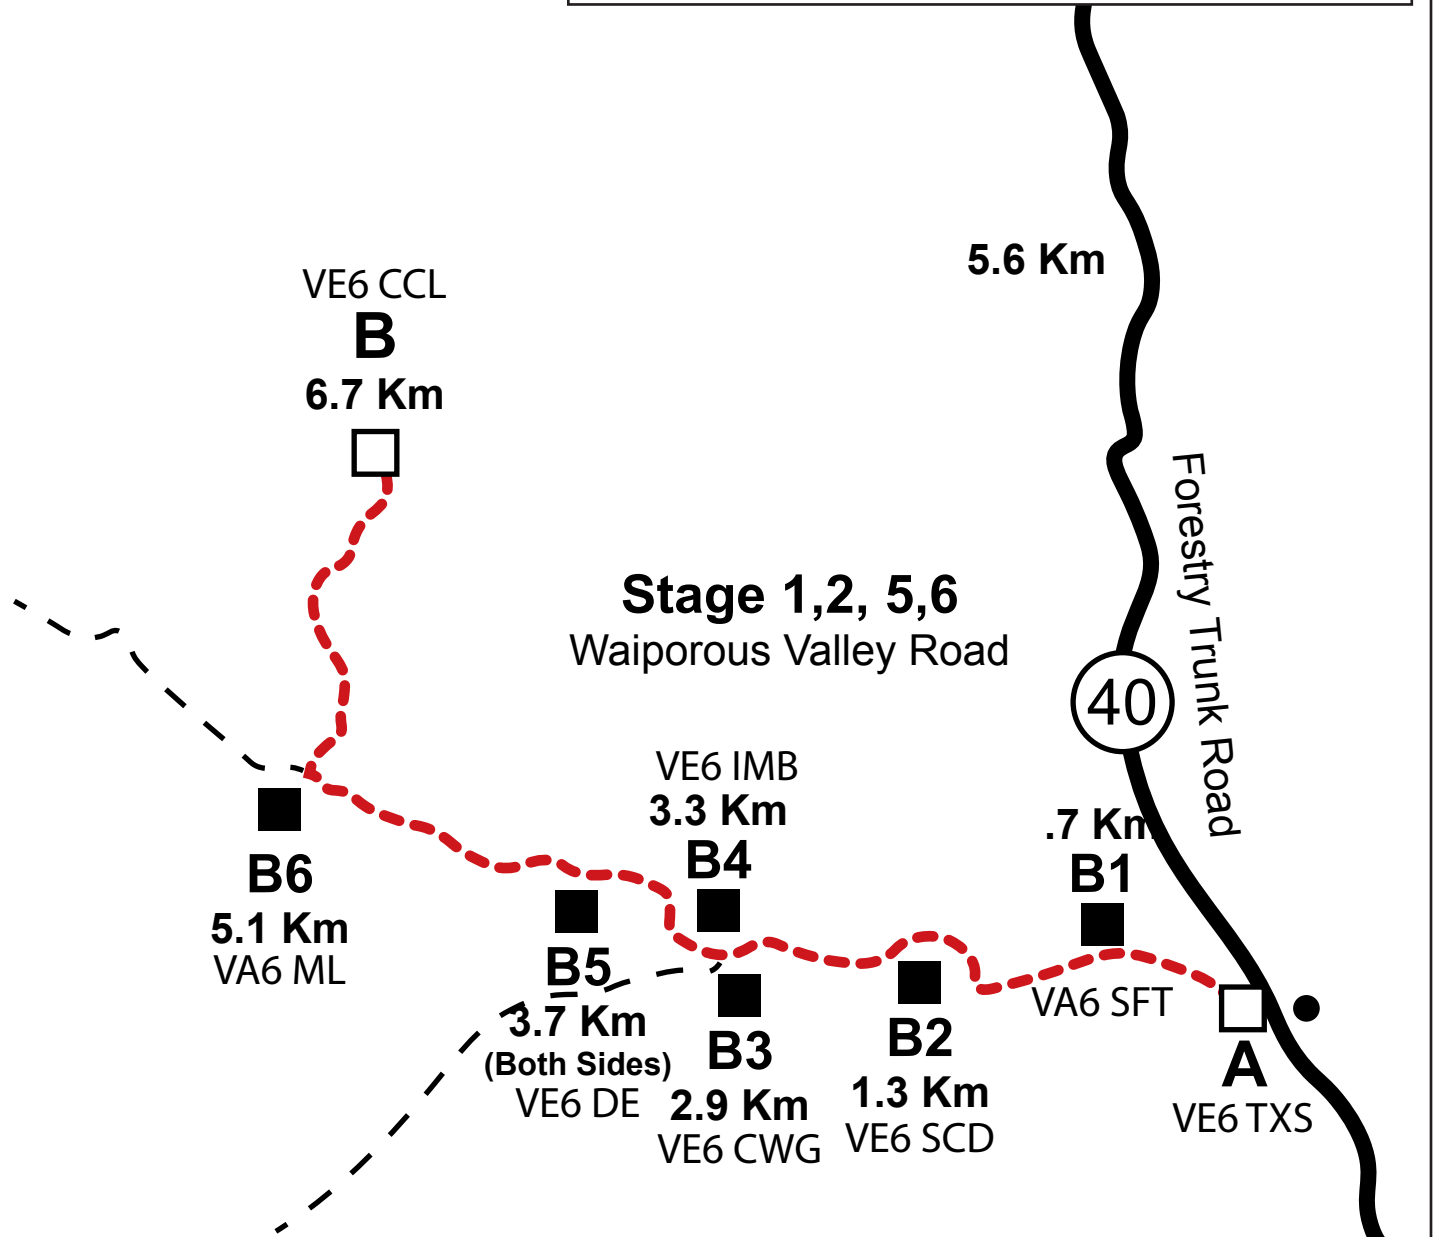 5.6 Km
VE6 CCL
B
6.7 Km
Forestry Trunk Road
Stage 1,2, 5,6
Waiporous Valley Road
40
VE6 IMB
3.3 Km
B4
.7 Km
B1
VA6 SFT
B6
5.1 Km
VA6 ML
B5
3.7 Km
(Both Sides)
VE6 DE
B3
2.9 Km
VE6 CWG
B2
1.3 Km
VE6 SCD
A
VE6 TXS